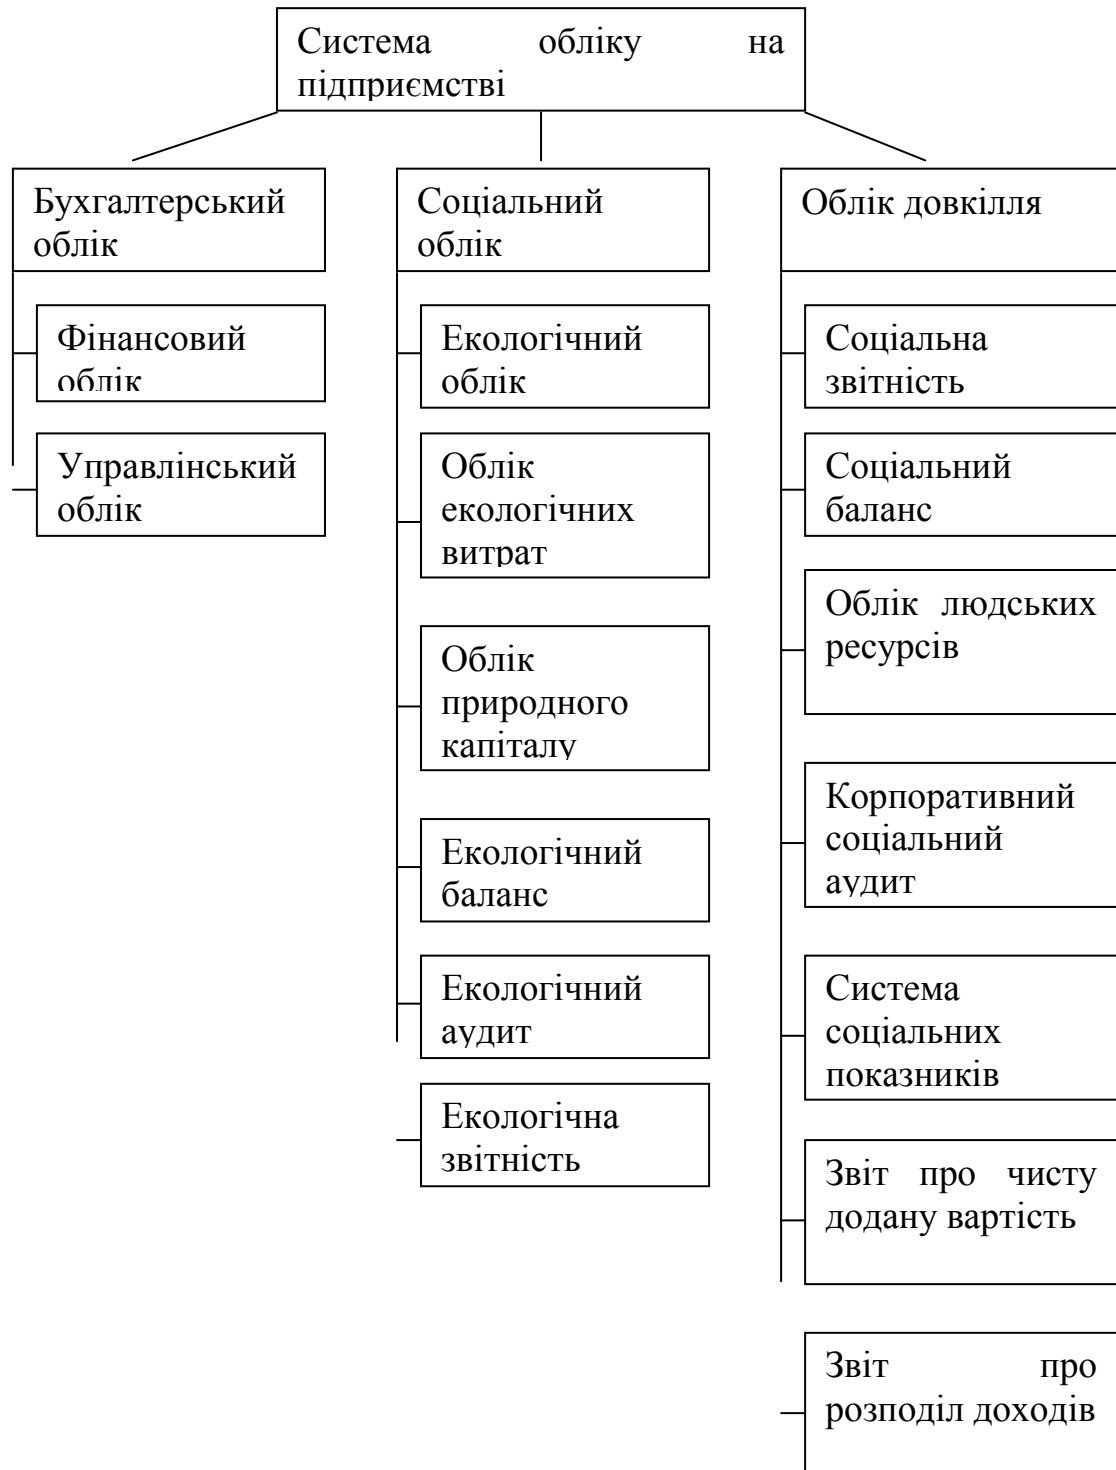 Система обліку на
підприємстві
Бухгалтерський
облік
Фінансовий
облік
Управлінський
облік
Соціальний
облік
Екологічний
облік
Облік
екологічних
витрат
Облік
природного
капіталу
Екологічний
баланс
Екологічний
аудит
Екологічна
звітність
Облік довкілля
Соціальна
звітність
Соціальний
баланс
Облік людських
ресурсів
Корпоративний
соціальний
аудит
Система
соціальних
показників
Звіт про чисту
додану вартість
Звіт про
розподіл доходів